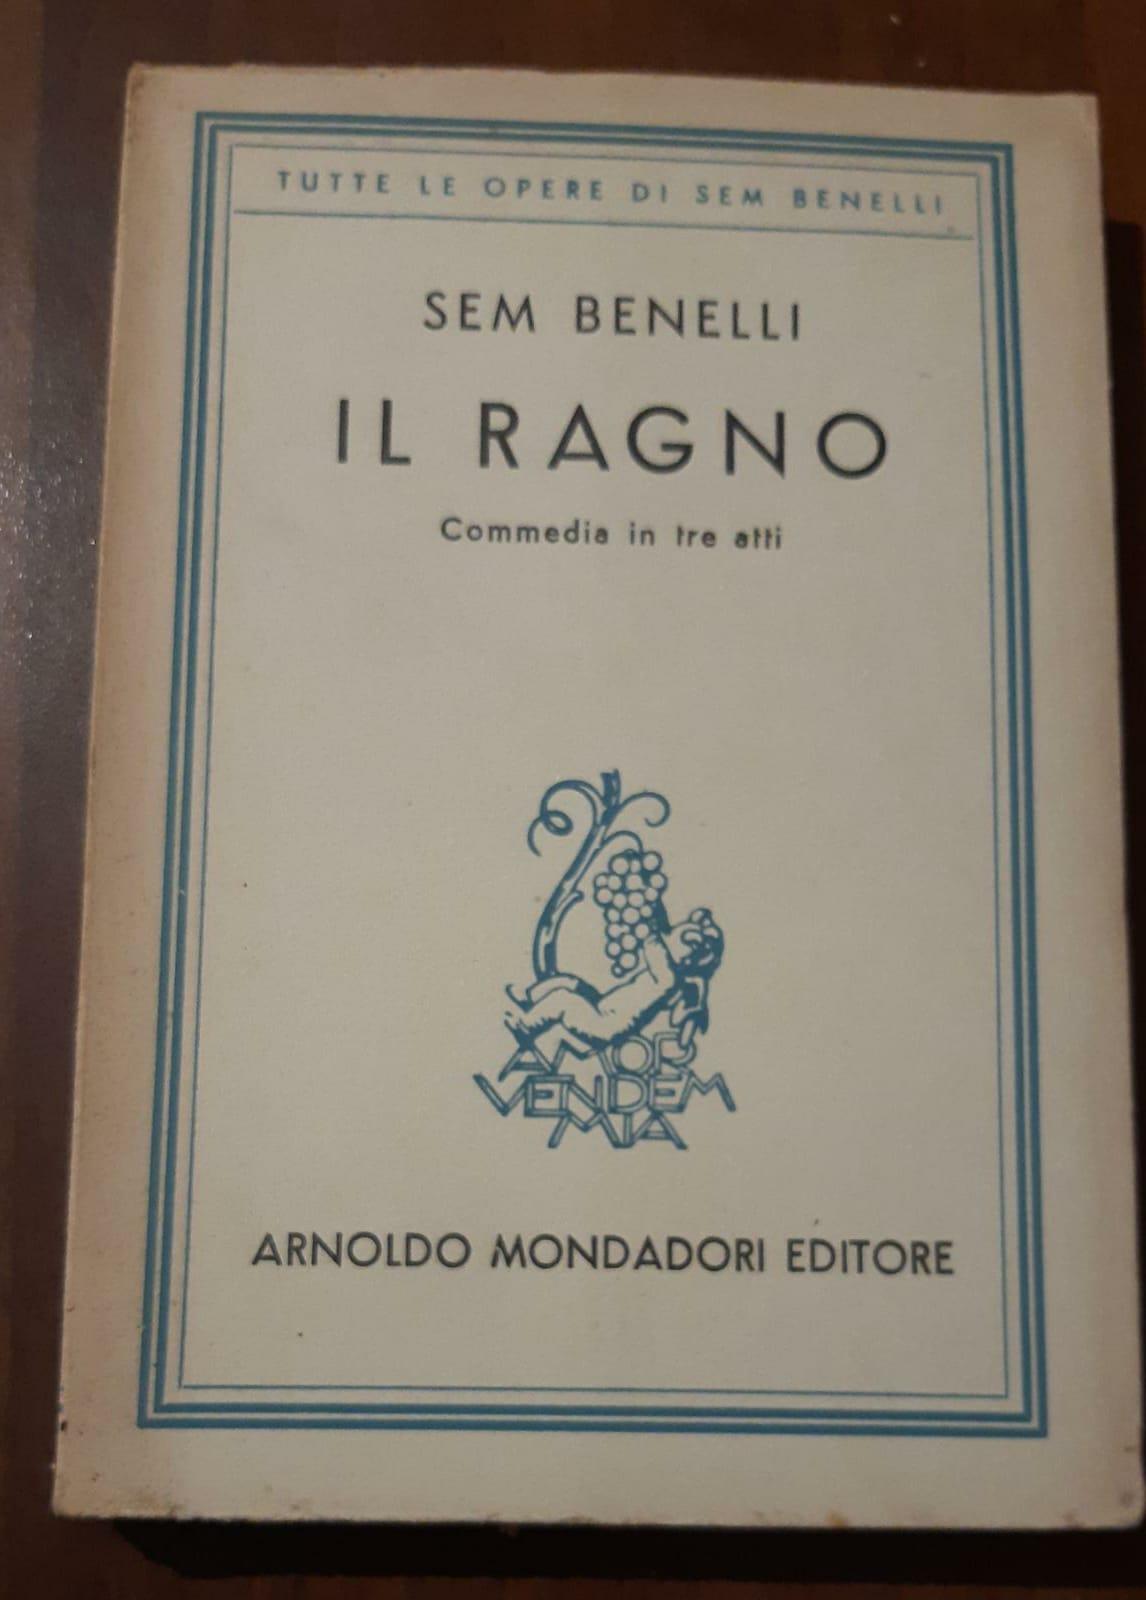 TUTTE LE OPERE DI SEM BENELLI
SEM BENELLI
IL RAGNO
Commedia in tre atti
AMOR
VENDEM
MIA
ARNOLDO MONDADORI EDITORE